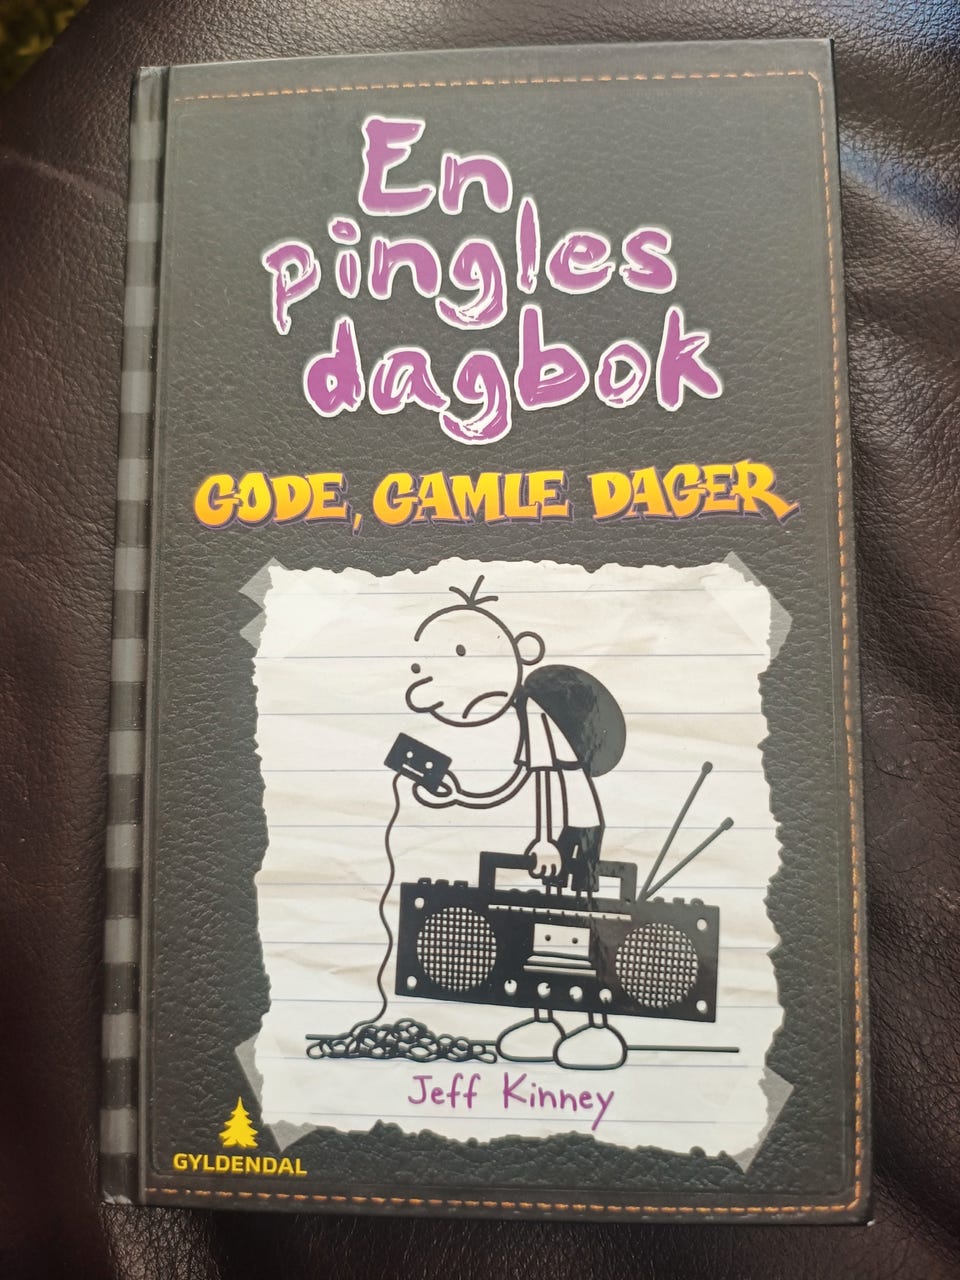 En
pingles
dagbok
GODE, GAMLE DAGER
Jeff Kinney
GYLDENDAL